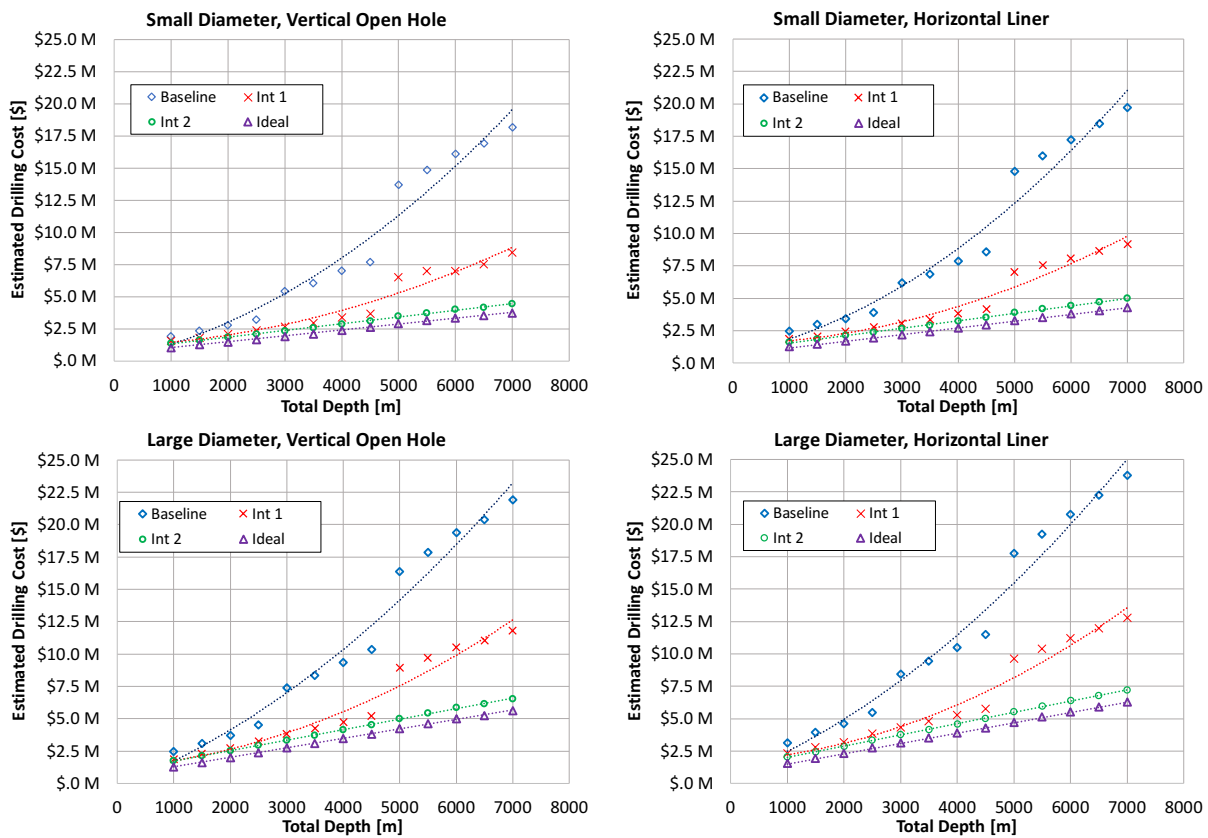 Small Diameter, Vertical Open Hole
$25.0 M
$22.5 M
$20.0 M
$17.5 M
$15.0 M
$12.5 M
$10.0 M
$7.5 M
$5.0 M
$2.5 M
$.0 M
Estimated Drilling Cost [$]
Baseline
Int 1
Int 2
Ideal
0 1000 2000 3000 4000 5000 6000 7000 8000
Total Depth [m]
Small Diameter, Horizontal Liner
$25.0 M
$22.5 M
$20.0 M
$17.5 M
$15.0 M
$12.5 M
$10.0 M
$7.5 M
$5.0 M
$2.5 M
$.0 M
Estimated Drilling Cost [$]
Baseline
Int 1
Int 2
Ideal
0 1000 2000 3000 4000 5000 6000 7000 8000
Total Depth [m]
Large Diameter, Vertical Open Hole
$25.0 M
$22.5 M
$20.0 M
$17.5 M
$15.0 M
$12.5 M
$10.0 M
$7.5 M
$5.0 M
$2.5 M
$.0 M
Estimated Drilling Cost [$]
Baseline
Int 1
Int 2
Ideal
0 1000 2000 3000 4000 5000 6000 7000 8000
Total Depth [m]
Large Diameter, Horizontal Liner
$25.0 M
$22.5 M
$20.0 M
$17.5 M
$15.0 M
$12.5 M
$10.0 M
$7.5 M
$5.0 M
$2.5 M
$.0 M
Estimated Drilling Cost [$]
Baseline
Int 1
Int 2
Ideal
0 1000 2000 3000 4000 5000 6000 7000 8000
Total Depth [m]